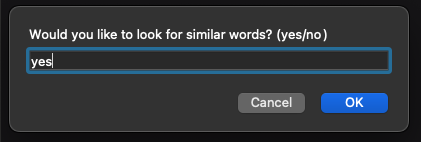 Would you like to look for similar words? (yes/no)
yes
Cancel
OK